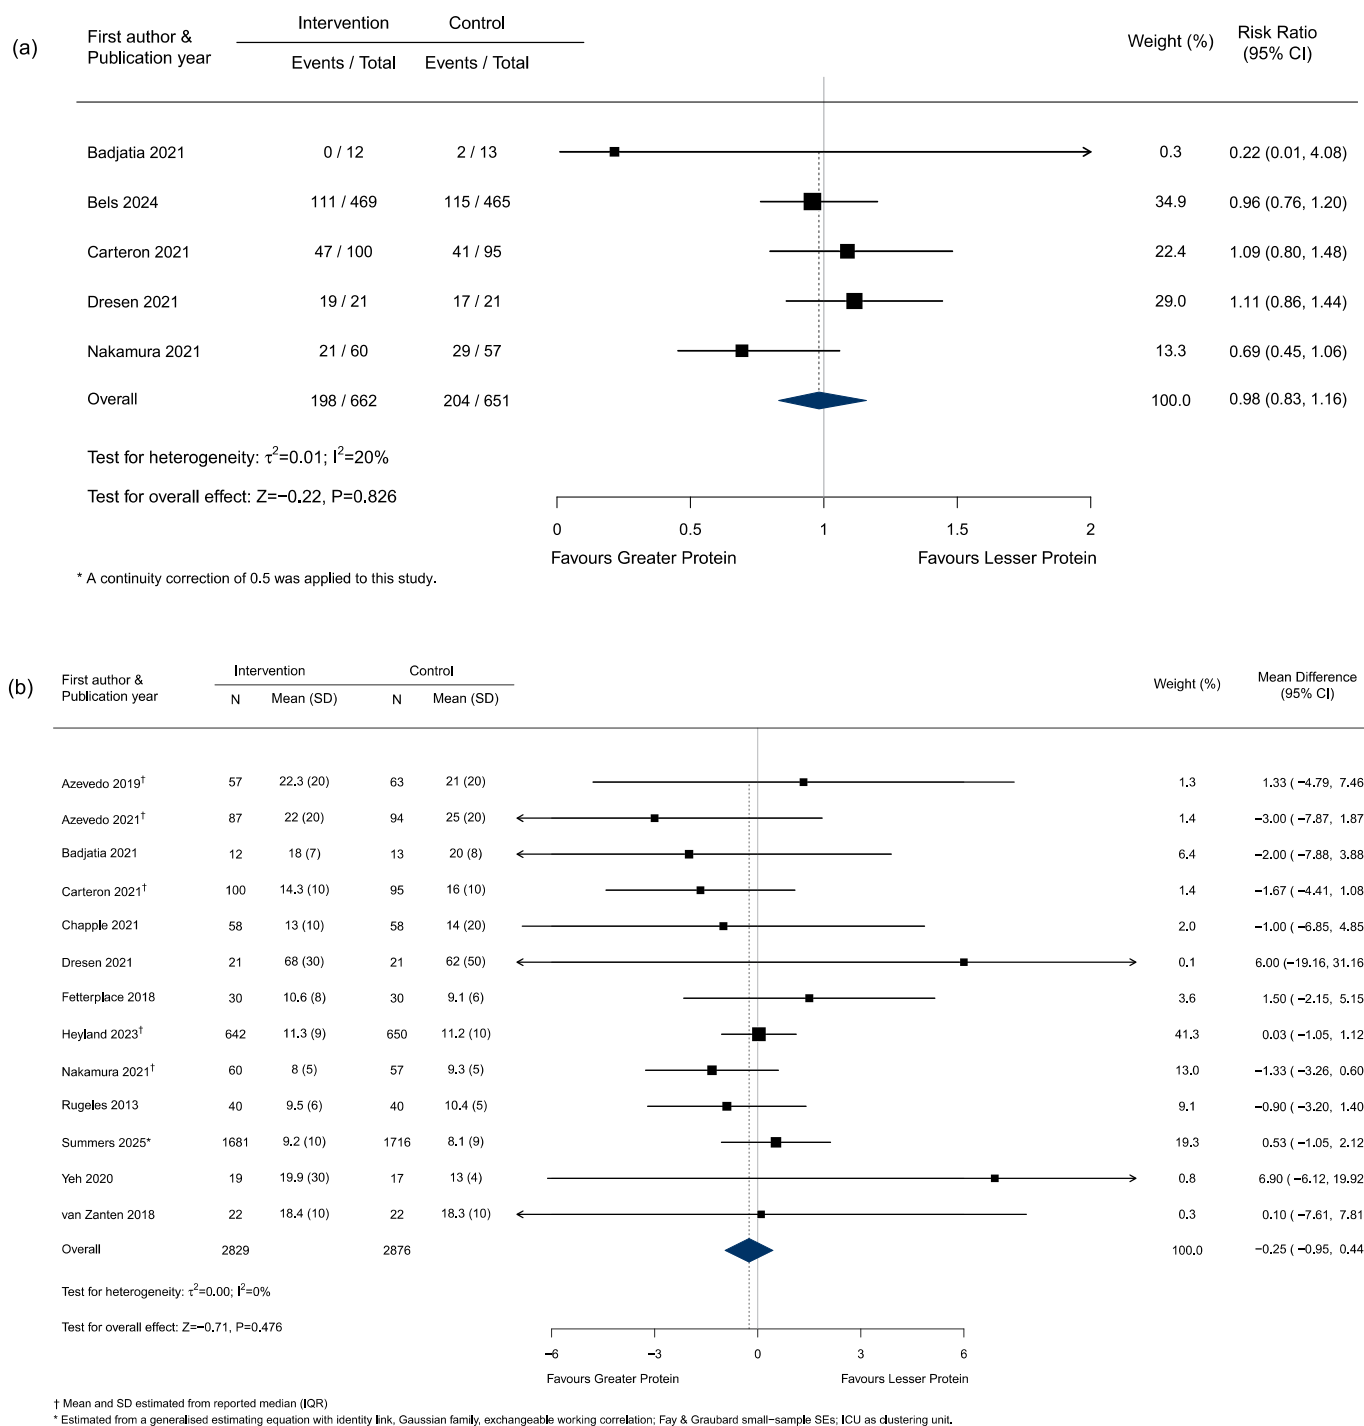 (a)
First author &
Publication year
Intervention Control
Events / Total Events / Total
Weight (%)
Risk Ratio
(95% CI)
Badjatia 2021 0 / 12 2 / 13 0.3 0.22 (0.01, 4.08)
Bels 2024 111 / 469 115 / 465 34.9 0.96 (0.76, 1.20)
Carteron 2021 47 / 100 41 / 95 22.4 1.09 (0.80, 1.48)
Dresen 2021 19 / 21 17 / 21 29.0 1.11 (0.86, 1.44)
Nakamura 2021 21 / 60 29 / 57 13.3 0.69 (0.45, 1.06)
Overall 198 / 662 204 / 651 100.0 0.98 (0.83, 1.16)
Test for heterogeneity: τ²=0.01; I²=20%
Test for overall effect: Z=−0.22, P=0.826
0 0.5 1 1.5 2
Favours Greater Protein Favours Lesser Protein
* A continuity correction of 0.5 was applied to this study.
(b)
First author &
Publication year
Intervention Control
N Mean (SD) N Mean (SD)
Weight (%)
Mean Difference
(95% CI)
Azevedo 2019† 57 22.3 (20) 63 21 (20) 1.3 1.33 ( −4.79, 7.46
Azevedo 2021† 87 22 (20) 94 25 (20) 1.4 −3.00 ( −7.87, 1.87
Badjatia 2021 12 18 (7) 13 20 (8) 6.4 −2.00 ( −7.88, 3.88
Carteron 2021† 100 14.3 (10) 95 16 (10) 1.4 −1.67 ( −4.41, 1.08
Chapple 2021 58 13 (10) 58 14 (20) 2.0 −1.00 ( −6.85, 4.85
Dresen 2021 21 68 (30) 21 62 (50) 0.1 6.00 (−19.16, 31.16
Fetterplace 2018 30 10.6 (8) 30 9.1 (6) 3.6 1.50 ( −2.15, 5.15
Heyland 2023† 642 11.3 (9) 650 11.2 (10) 41.3 0.03 ( −1.05, 1.12
Nakamura 2021† 60 8 (5) 57 9.3 (5) 13.0 −1.33 ( −3.26, 0.60
Rugeles 2013 40 9.5 (6) 40 10.4 (5) 9.1 −0.90 ( −3.20, 1.40
Summers 2025* 1681 9.2 (10) 1716 8.1 (9) 19.3 0.53 ( −1.05, 2.12
Yeh 2020 19 19.9 (30) 17 13 (4) 0.8 6.90 ( −6.12, 19.92
van Zanten 2018 22 18.4 (10) 22 18.3 (10) 0.3 0.10 ( −7.61, 7.81
Overall 2829 2876 100.0 −0.25 ( −0.95, 0.44
Test for heterogeneity: τ²=0.00; I²=0%
Test for overall effect: Z=−0.71, P=0.476
−6 −3 0 3 6
Favours Greater Protein Favours Lesser Protein
† Mean and SD estimated from reported median (IQR)
* Estimated from a generalised estimating equation with identity link, Gaussian family, exchangeable working correlation; Fay & Graubard small−sample SEs; ICU as clustering unit.